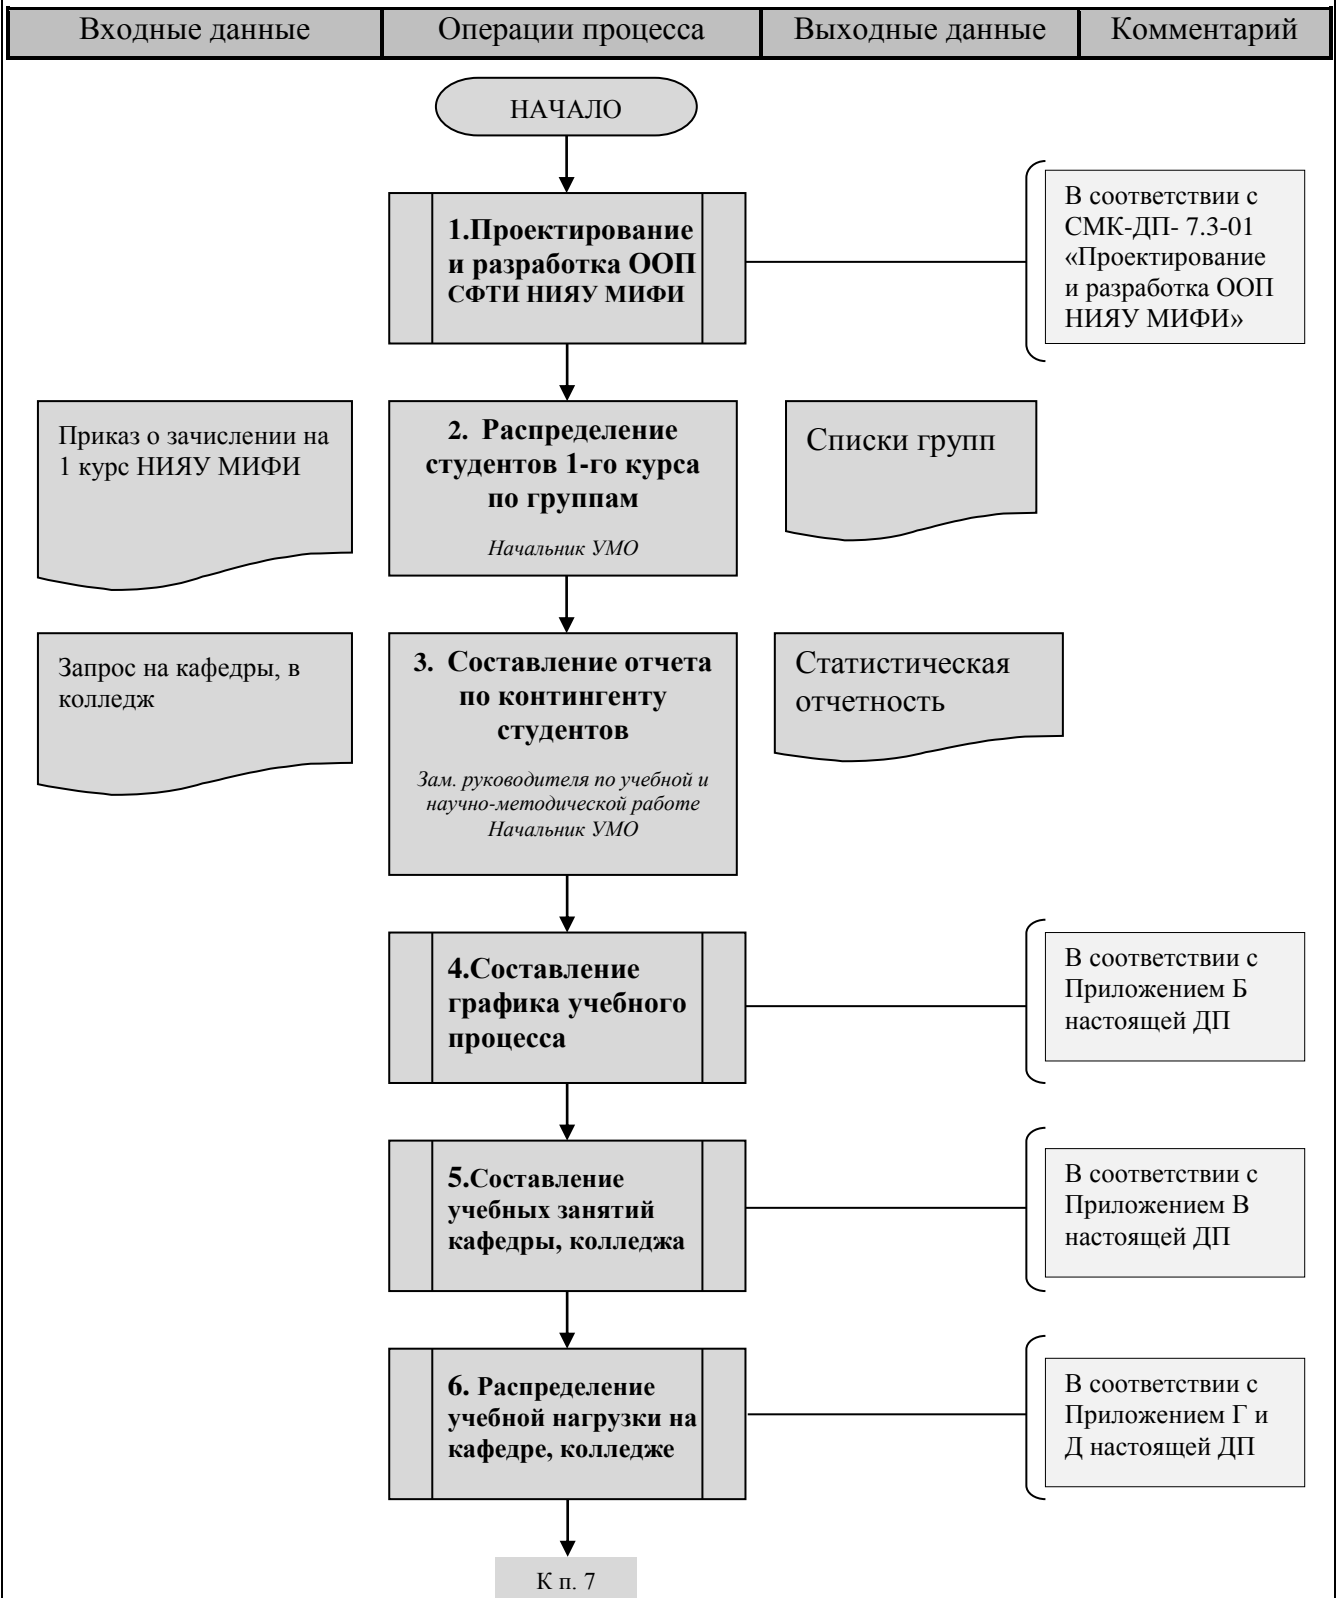 Входные данные
Операции процесса
Выходные данные
Комментарий
НАЧАЛО
1.Проектирование
и разработка ООП
СФТИ НИЯУ МИФИ
В соответствии с
СМК-ДП- 7.3-01
«Проектирование
и разработка ООП
НИЯУ МИФИ»
Приказ о зачислении на
1 курс НИЯУ МИФИ
2. Распределение
студентов 1-го курса
по группам
Начальник УМО
Списки групп
Запрос на кафедры, в
колледж
3. Составление отчета
по контингенту
студентов
Зам. руководителя по учебной и
научно-методической работе
Начальник УМО
Статистическая
отчетность
4.Составление
графика учебного
процесса
В соответствии с
Приложением Б
настоящей ДП
5.Составление
учебных занятий
кафедры, колледжа
В соответствии с
Приложением В
настоящей ДП
6. Распределение
учебной нагрузки на
кафедре, колледже
В соответствии с
Приложением Г и
Д настоящей ДП
К п. 7